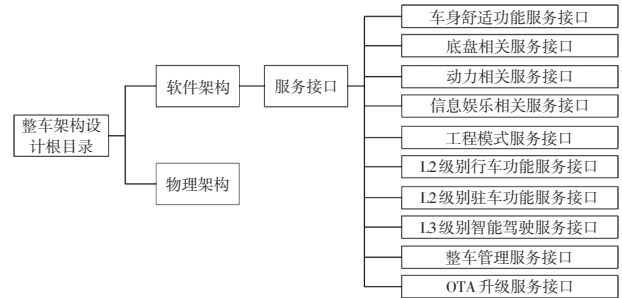 车身舒适功能服务接口
底盘相关服务接口
软件架构
服务接口
动力相关服务接口
信息娱乐相关服务接口
整车架构设
计根目录
工程模式服务接口
L2级别行车功能服务接口
物理架构
L2级别驻车功能服务接口
L3级别智能驾驶服务接口
整车管理服务接口
OTA升级服务接口